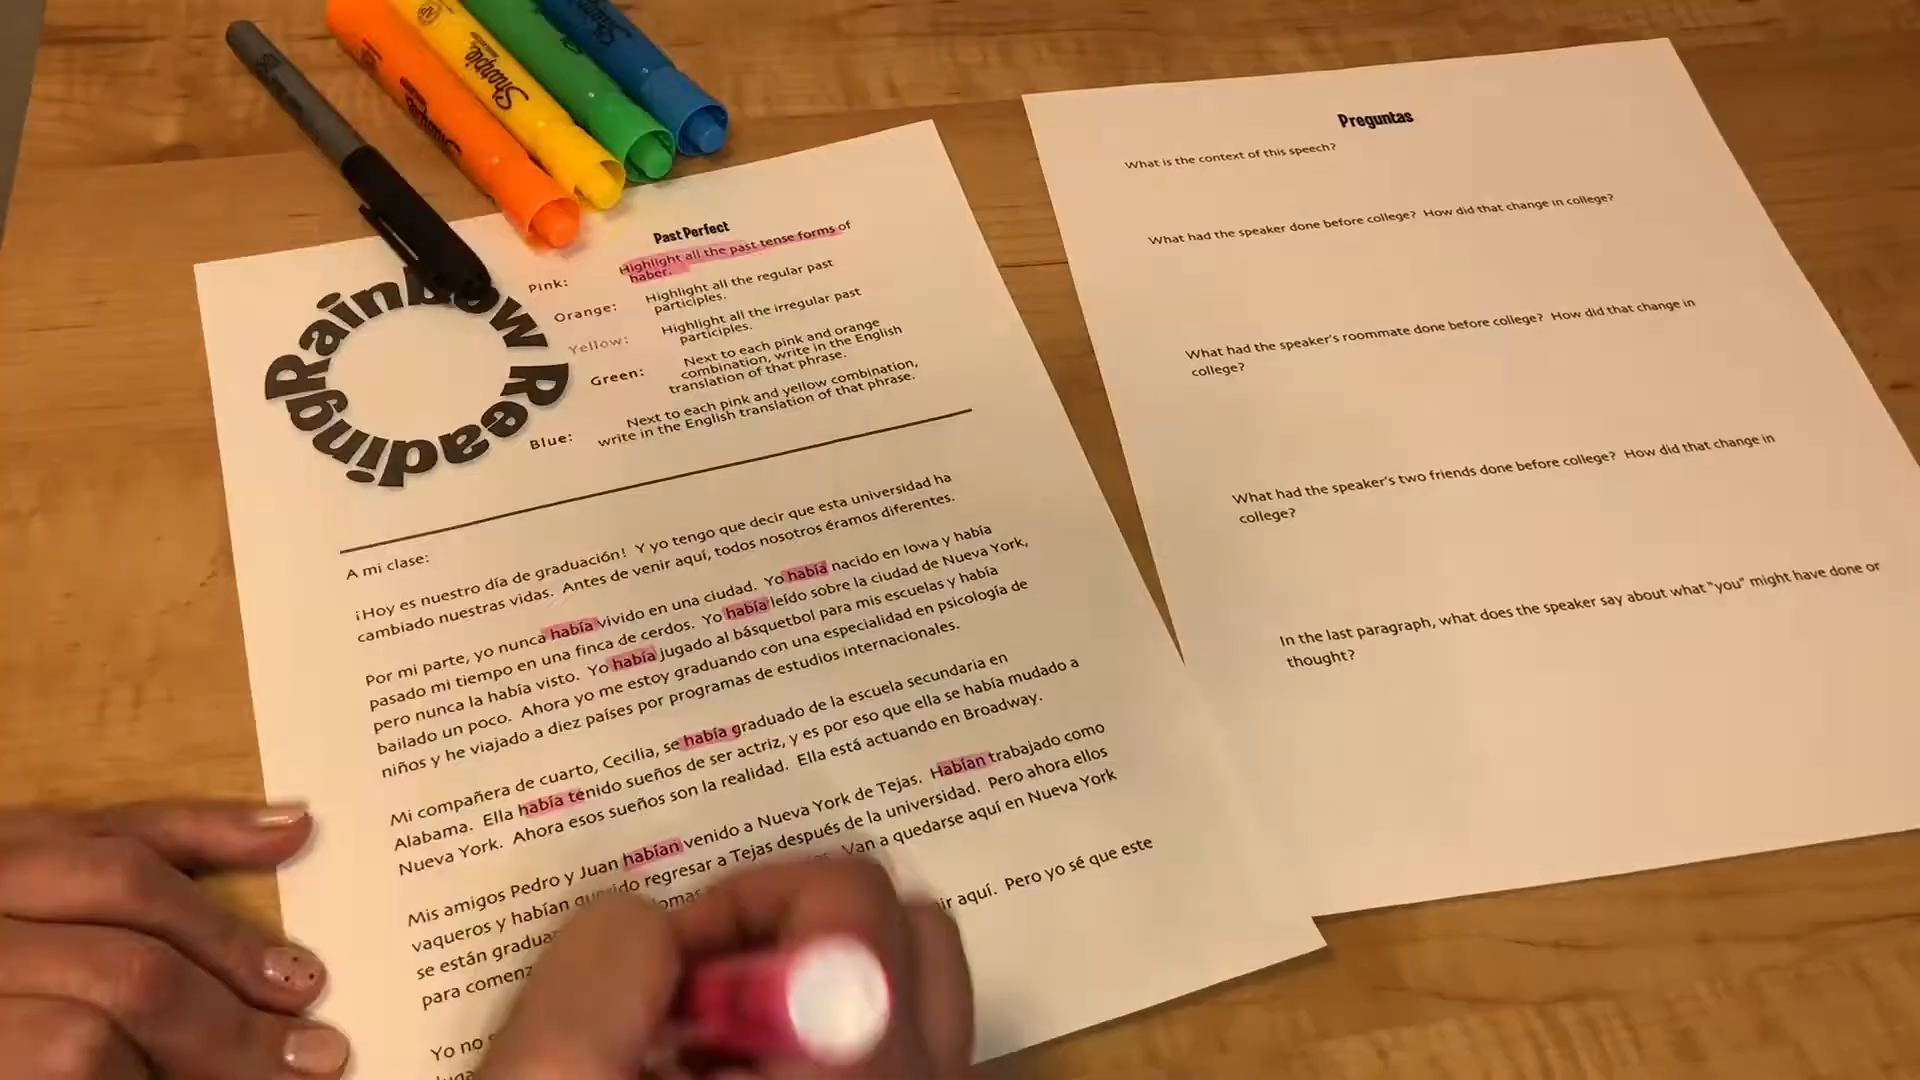 Sharpie
Rainbow Reading
Past Perfect
Pink:
Highlight all the past tense forms of
haber.
Orange:
Highlight all the regular past
participles.
Yellow:
Highlight all the irregular past
participles.
Green:
Next to each pink and orange
combination, write in the English
translation of that phrase.
Blue:
Next to each pink and yellow combination,
write in the English translation of that phrase.
A mi clase:
¡Hoy es nuestro día de graduación! Y yo tengo que decir que esta universidad ha
cambiado nuestras vidas. Antes de venir aquí, todos nosotros éramos diferentes.
Por mi parte, yo nunca había vivido en una ciudad. Yo había nacido en Iowa y había
pasado mi tiempo en una finca de cerdos. Yo había leído sobre la ciudad de Nueva York,
pero nunca la había visto. Yo había jugado al básquetbol para mis escuelas y había
bailado un poco. Ahora yo me estoy graduando con una especialidad en psicología de
niños y he viajado a diez países por programas de estudios internacionales.
Mi compañera de cuarto, Cecilia, se había graduado de la escuela secundaria en
Alabama. Ella había tenido sueños de ser actriz, y es por eso que ella se había mudado a
Nueva York. Ahora esos sueños son la realidad. Ella está actuando en Broadway.
Mis amigos Pedro y Juan habían venido a Nueva York de Tejas. Habían trabajado como
vaqueros y habían querido regresar a Tejas después de la universidad. Pero ahora ellos
se están Van a quedarse aquí en Nueva York
para
aquí. Pero yo sé que este
Yo no
Preguntas
What is the context of this speech?
What had the speaker done before college? How did that change in college?
What had the speaker's roommate done before college? How did that change in
college?
What had the speaker's two friends done before college? How did that change in
college?
In the last paragraph, what does the speaker say about what "you" might have done or
thought?